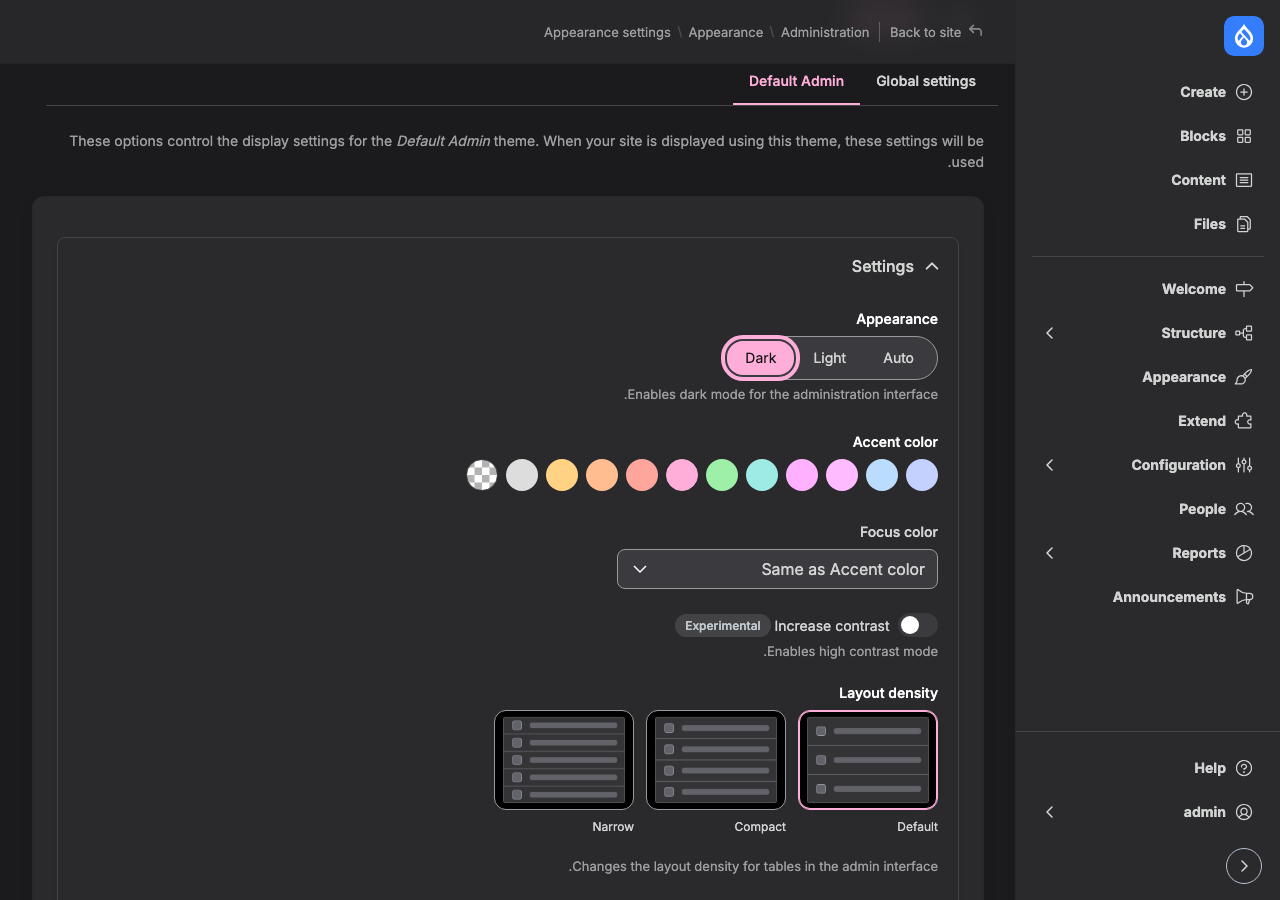 Back to site
Administration \ Appearance \ Appearance settings
Global settings
Default Admin
These options control the display settings for the Default Admin theme. When your site is displayed using this theme, these settings will be
used.
Settings
Appearance
Auto
Light
Dark
Enables dark mode for the administration interface.
Accent color
Focus color
Same as Accent color
Increase contrast Experimental
Enables high contrast mode.
Layout density
Default
Compact
Narrow
Changes the layout density for tables in the admin interface.
Create
Blocks
Content
Files
Welcome
Structure
Appearance
Extend
Configuration
People
Reports
Announcements
Help
admin